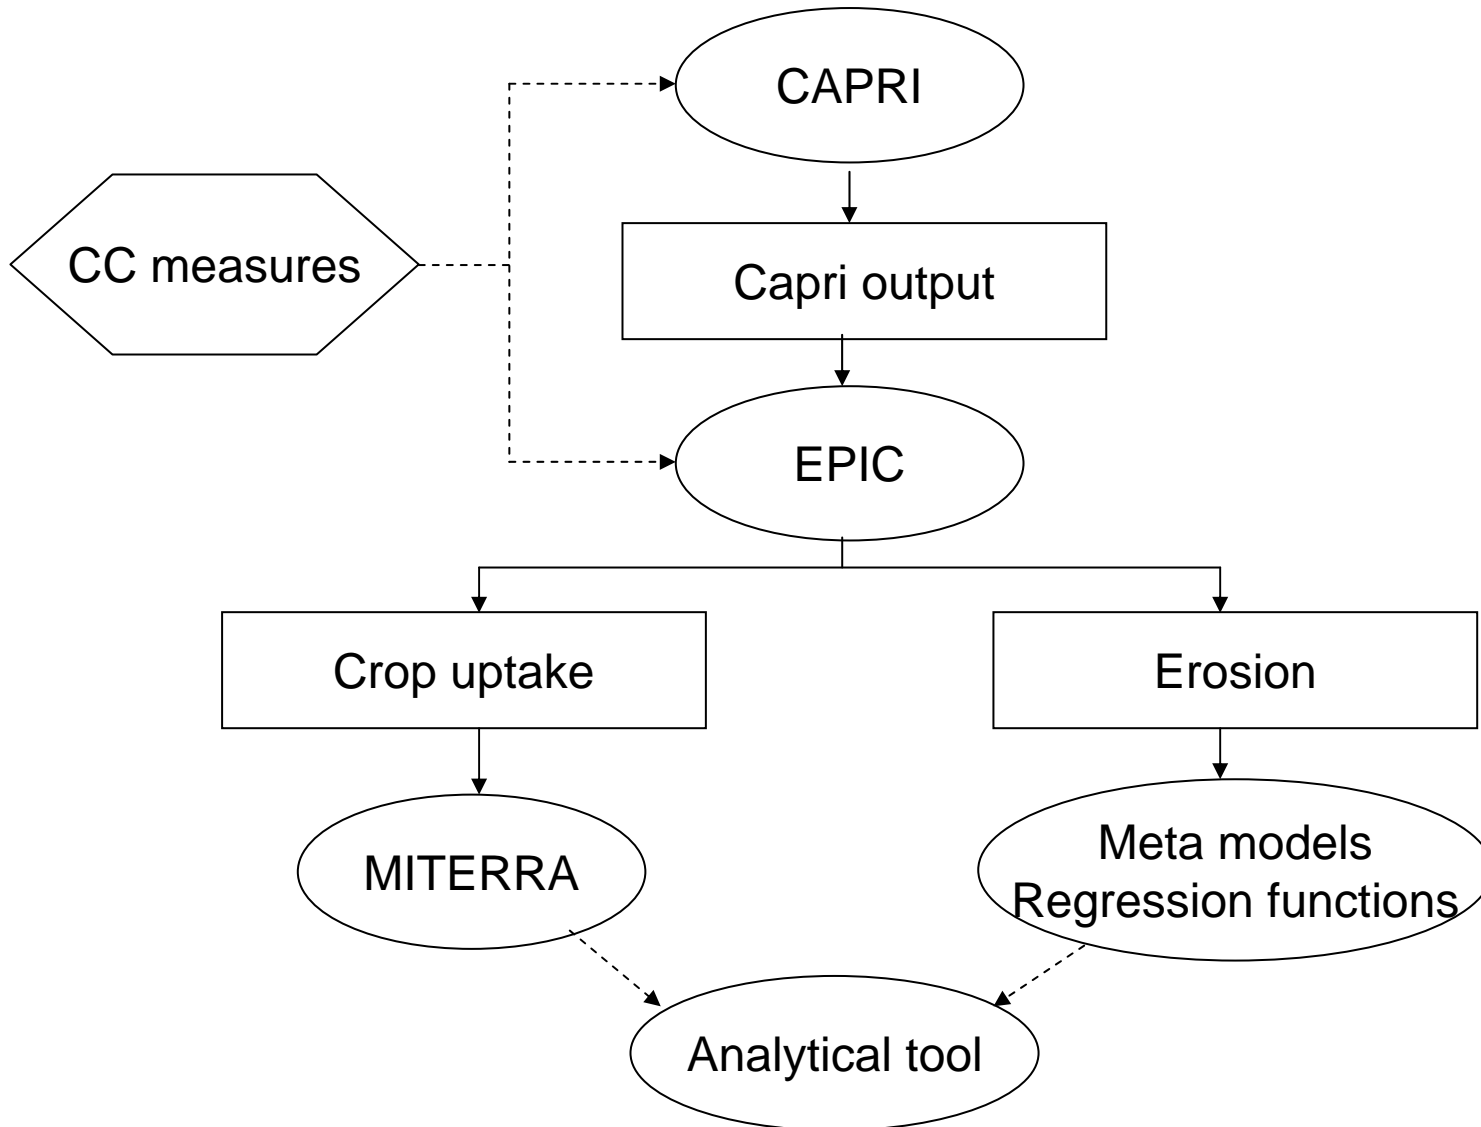 CAPRI
CC measures
Capri output
EPIC
Crop uptake
Erosion
MITERRA
Meta models
Regression functions
Analytical tool